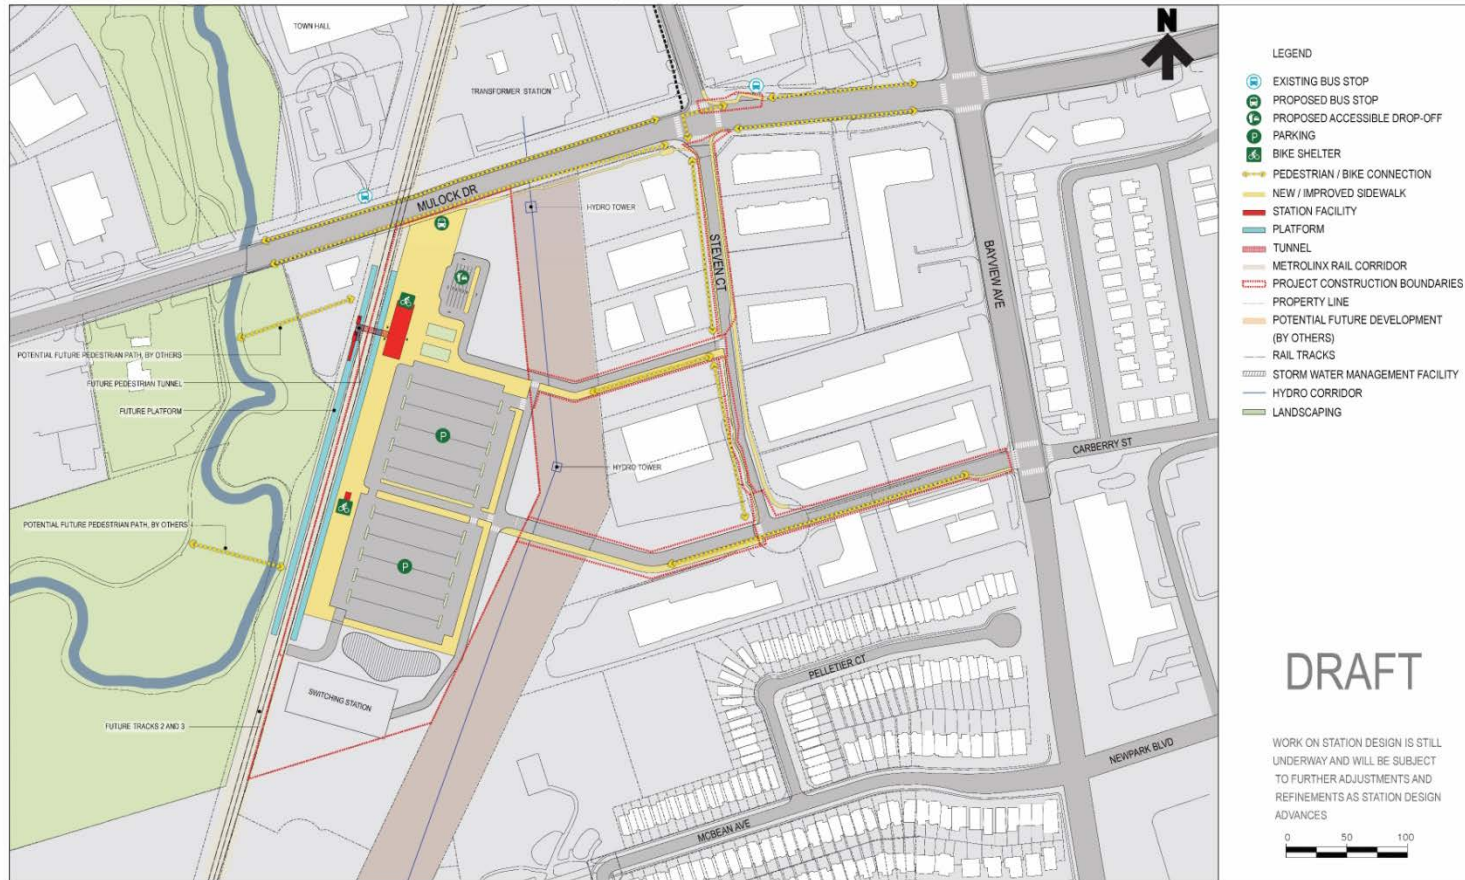 TOWN HALL
TRANSFORMER STATION
N
MULOCK DR
HYDRO TOWER
STEVEN CT
BAYVIEW AVE
POTENTIAL FUTURE PEDESTRIAN PATH, BY OTHERS
FUTURE PEDESTRIAN TUNNEL
FUTURE PLATFORM
P
HYDRO TOWER
CARBERRY ST
POTENTIAL FUTURE PEDESTRIAN PATH, BY OTHERS
P
PELLETIER CT
SWITCHING STATION
FUTURE TRACKS 2 AND 3
NEWPARK BLVD
MCBEAN AVE
LEGEND
EXISTING BUS STOP
PROPOSED BUS STOP
PROPOSED ACCESSIBLE DROP-OFF
P PARKING
BIKE SHELTER
PEDESTRIAN / BIKE CONNECTION
NEW / IMPROVED SIDEWALK
STATION FACILITY
PLATFORM
TUNNEL
METROLINX RAIL CORRIDOR
PROJECT CONSTRUCTION BOUNDARIES
PROPERTY LINE
POTENTIAL FUTURE DEVELOPMENT
(BY OTHERS)
RAIL TRACKS
STORM WATER MANAGEMENT FACILITY
HYDRO CORRIDOR
LANDSCAPING
DRAFT
WORK ON STATION DESIGN IS STILL
UNDERWAY AND WILL BE SUBJECT
TO FURTHER ADJUSTMENTS AND
REFINEMENTS AS STATION DESIGN
ADVANCES
0 50 100